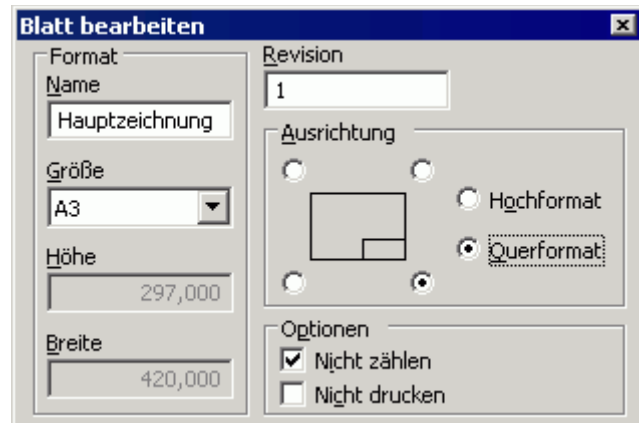 Blatt bearbeiten
Format
Name
Hauptzeichnung
Größe
A3
Höhe
297,000
Breite
420,000
Revision
1
Ausrichtung
Hochformat
Querformat
Optionen
Nicht zählen
Nicht drucken